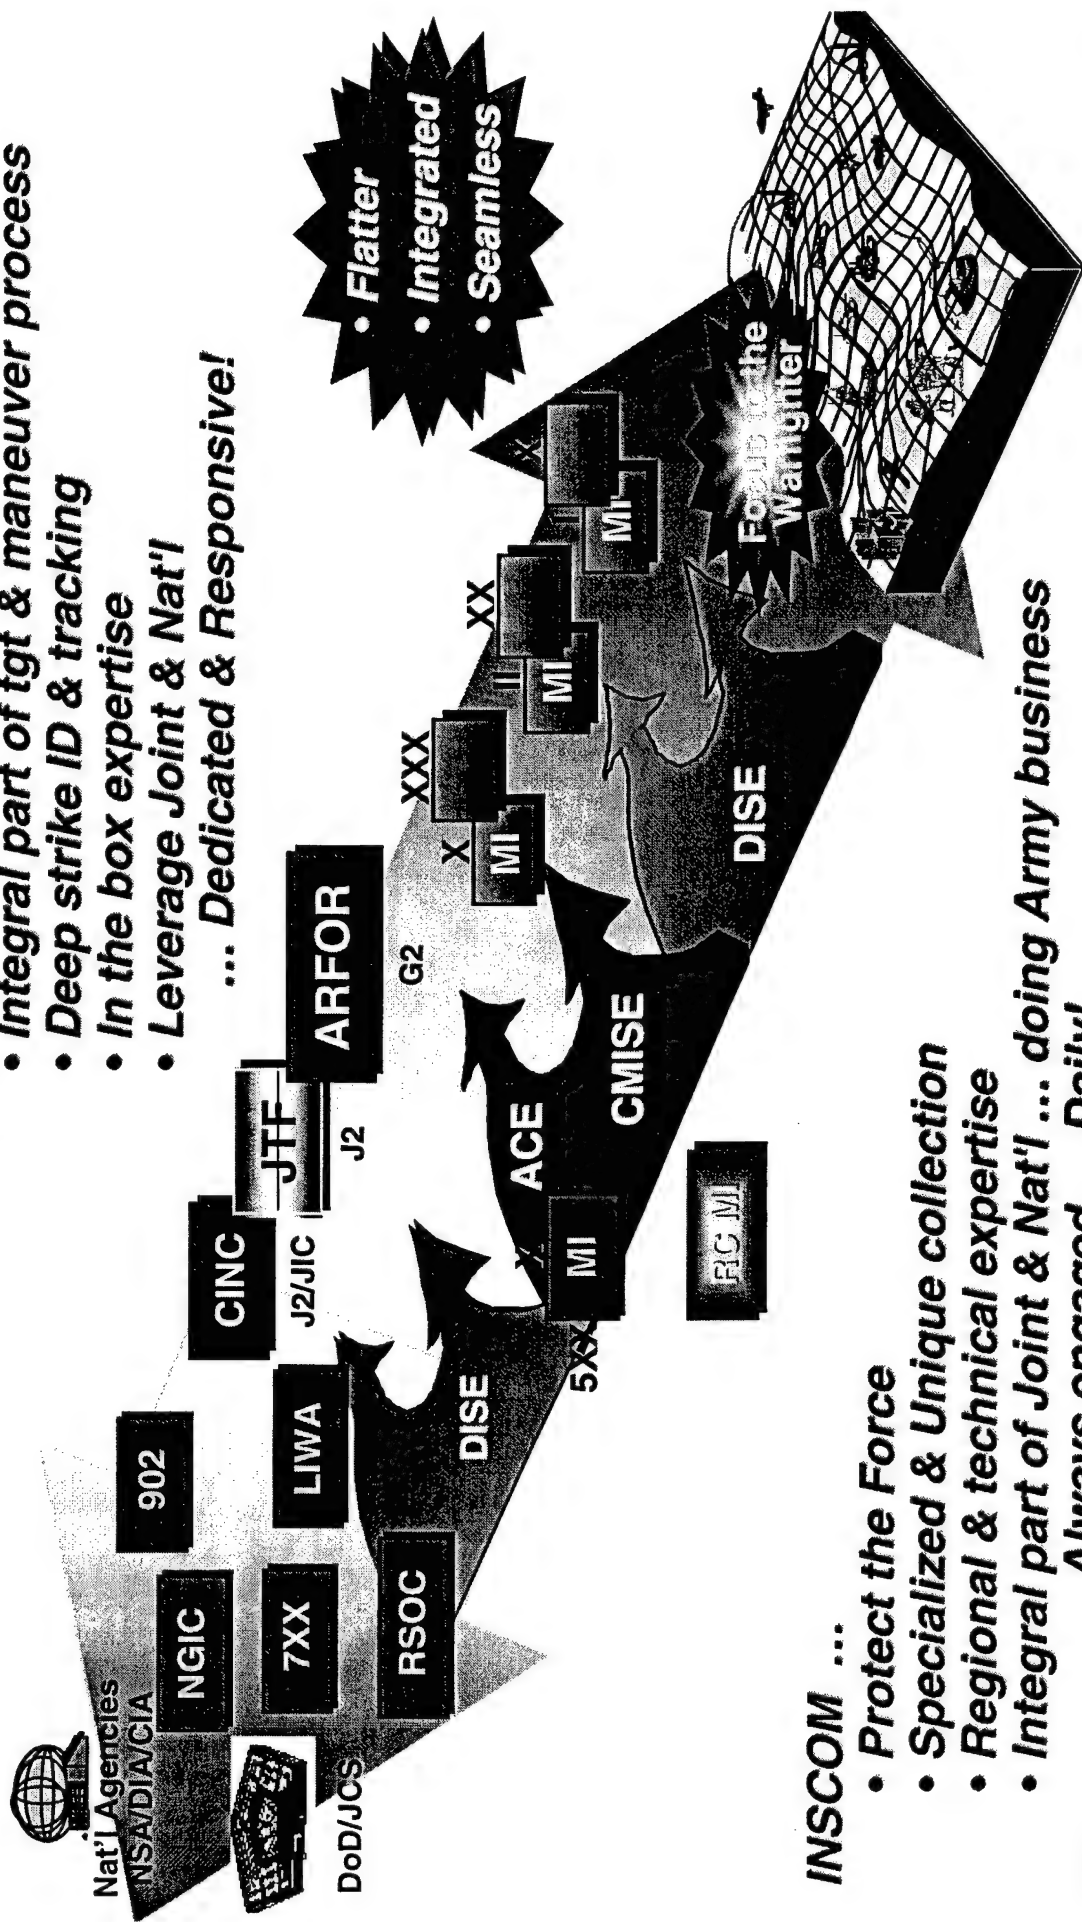 • Integral part of tgt & maneuver process
• Deep strike ID & tracking
• In the box expertise
• Leverage Joint & Nat'l
.... Dedicated & Responsive!
• Flatter
• Integrated
• Seamless
Nat'L Agencies
NSA/DIA/CIA
DoD/JCS
NGIC
902
7XX
LIWA
RSOC
CINC
J2/JIC
JTF
J2
ARFOR
G2
DISE
ACE
CMISE
DISE
X
MI
5XX
RC MI
XXX
X
MI
XX
II
MI
X
MI
Focus to the
Warfighter
INSCOM ...
• Protect the Force
• Specialized & Unique collection
• Regional & technical expertise
• Integral part of Joint & Nat'l ... doing Army business
Always engaged ... Daily!